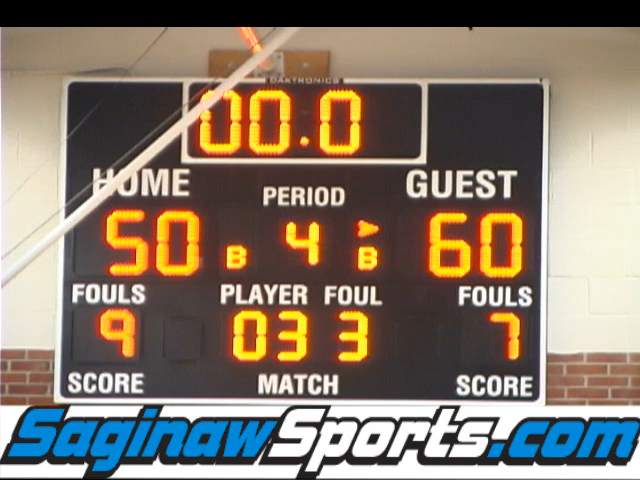 DAKTRONICS
00.0
HOME PERIOD GUEST
50 B 4 B 60
FOULS PLAYER FOUL FOULS
9 03 3 7
SCORE MATCH SCORE
SaginawSports.com